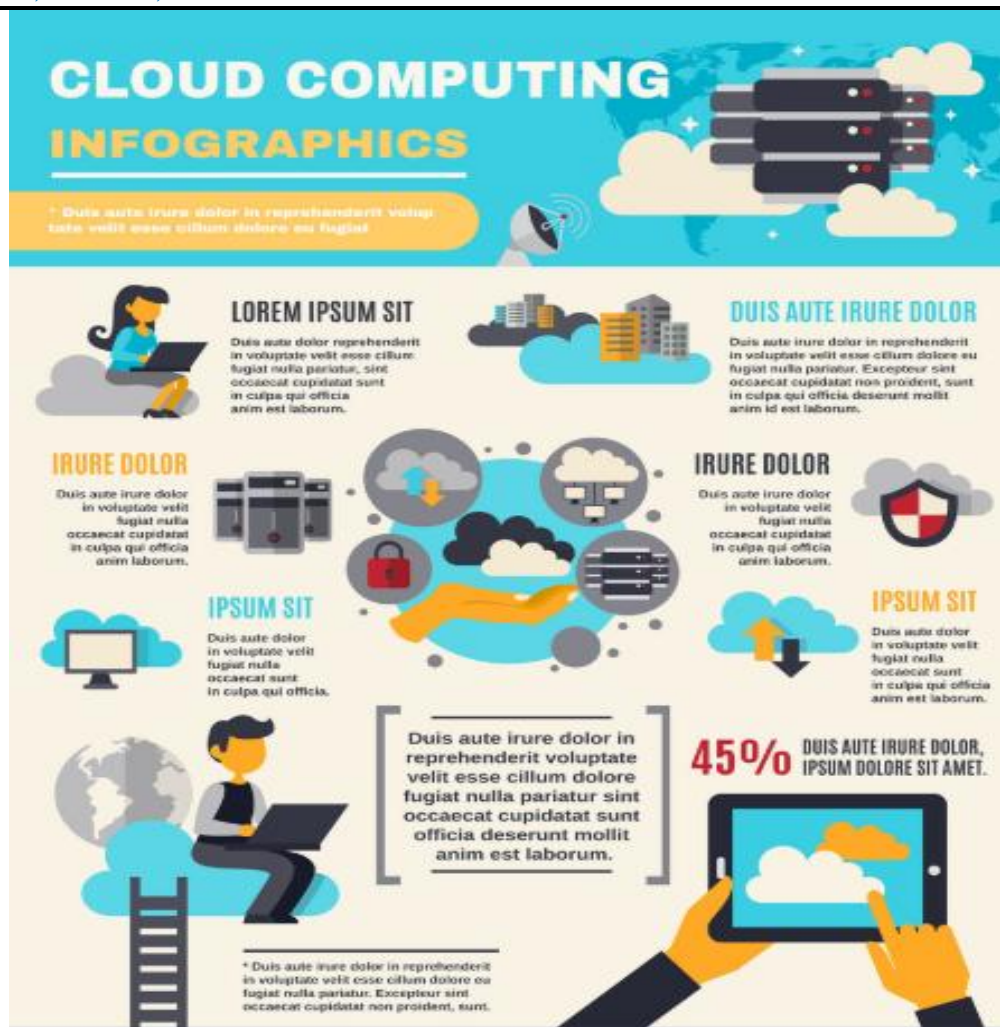 CLOUD COMPUTING
INFOGRAPHICS
* Duis aute irure dolor in reprehenderit volup
tate velit esse cillum dolore eu fugiat
LOREM IPSUM SIT
Duis aute dolor reprehenderit
in voluptate velit esse cillum
fugiat nulla pariatur, sint
occaecat cupidatat sunt
in culpa qui officia
anim est laborum.
DUIS AUTE IRURE DOLOR
Duis aute irure dolor in reprehenderit
in voluptate velit esse cillum dolore eu
fugiat nulla pariatur. Excepteur sint
occaecat cupidatat non proident, sunt
in culpa qui officia deserunt mollit
anim id est laborum.
IRURE DOLOR
Duis aute irure dolor
in voluptate velit
fugiat nulla
occaecat cupidatat
in culpa qui officia
anim laborum.
IRURE DOLOR
Duis aute irure dolor
in voluptate velit
fugiat nulla
occaecat cupidatat
in culpa qui officia
anim laborum.
IPSUM SIT
Duis aute dolor
in voluptate velit
fugiat nulla
occaecat sunt
in culpa qui officia.
IPSUM SIT
Duis aute dolor
in voluptate velit
fugiat nulla
occaecat sunt
in culpa qui officia
anim est laborum.
Duis aute irure dolor in
reprehenderit voluptate
velit esse cillum dolore
fugiat nulla pariatur sint
occaecat cupidatat sunt
officia deserunt mollit
anim est laborum.
45% DUIS AUTE IRURE DOLOR,
IPSUM DOLORE SIT AMET.
* Duis aute irure dolor in reprehenderit
in voluptate velit esse cillum dolore eu
fugiat nulla pariatur. Excepteur sint
occaecat cupidatat non proident, sunt.